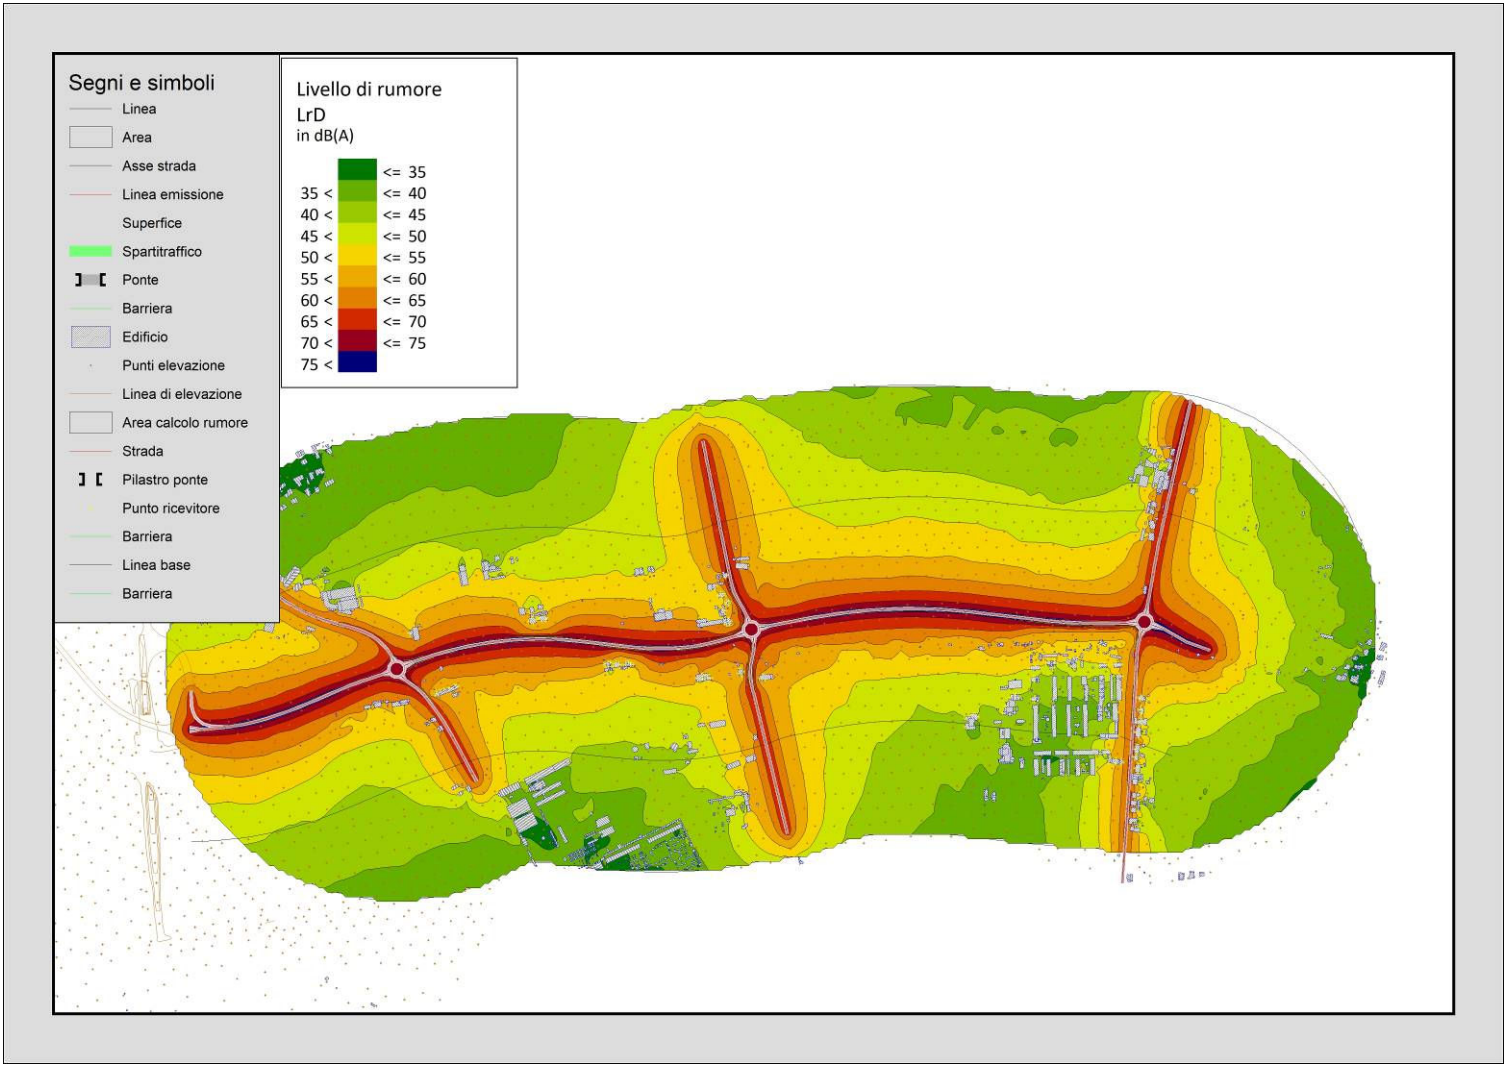 Segni e simboli
Linea
Area
Asse strada
Linea emissione
Superfice
Spartitraffico
Ponte
Barriera
Edificio
Punti elevazione
Linea di elevazione
Area calcolo rumore
Strada
Pilastro ponte
Punto ricevitore
Barriera
Linea base
Barriera
Livello di rumore
LrD
in dB(A)
<= 35
35 < <= 40
40 < <= 45
45 < <= 50
50 < <= 55
55 < <= 60
60 < <= 65
65 < <= 70
70 < <= 75
75 <